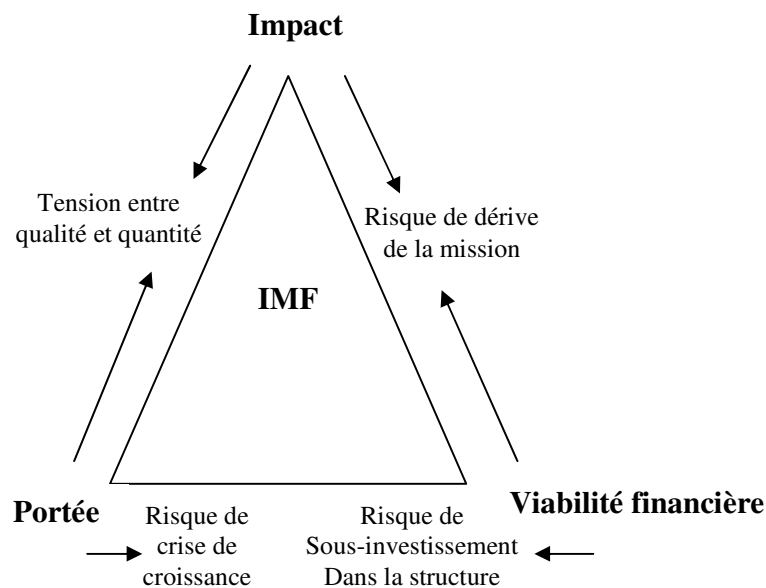 Impact
Tension entre
qualité et quantité
Risque de dérive
de la mission
IMF
Portée
Viabilité financière
Risque de
crise de
croissance
Risque de
Sous-investissement
Dans la structure